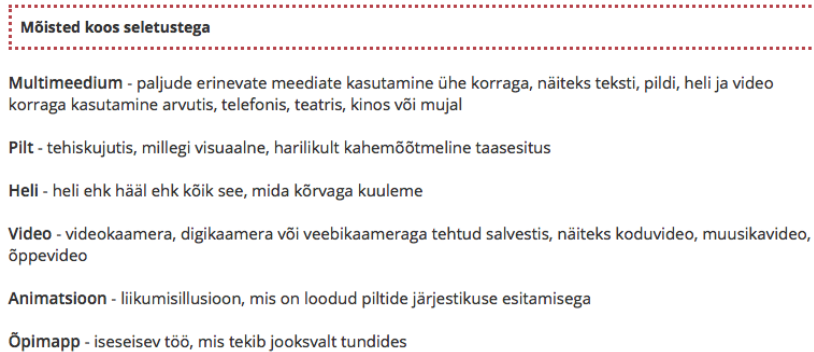 Mõisted koos seletustega
Multimeedium - paljude erinevate meediate kasutamine ühe korraga, näiteks teksti, pildi, heli ja video
korraga kasutamine arvutis, telefonis, teatris, kinos või mujal
Pilt - tehiskujutis, millegi visuaalne, harilikult kahemõõtmeline taasesitus
Heli - heli ehk hääl ehk kõik see, mida kõrvaga kuuleme
Video - videokaamera, digikaamera või veebikaameraga tehtud salvestis, näiteks koduvideo, muusikavideo,
õppevideo
Animatsioon - liikumisillusioon, mis on loodud piltide järjestikuse esitamisega
Õpimapp - iseseisev töö, mis tekib jooksvalt tundides